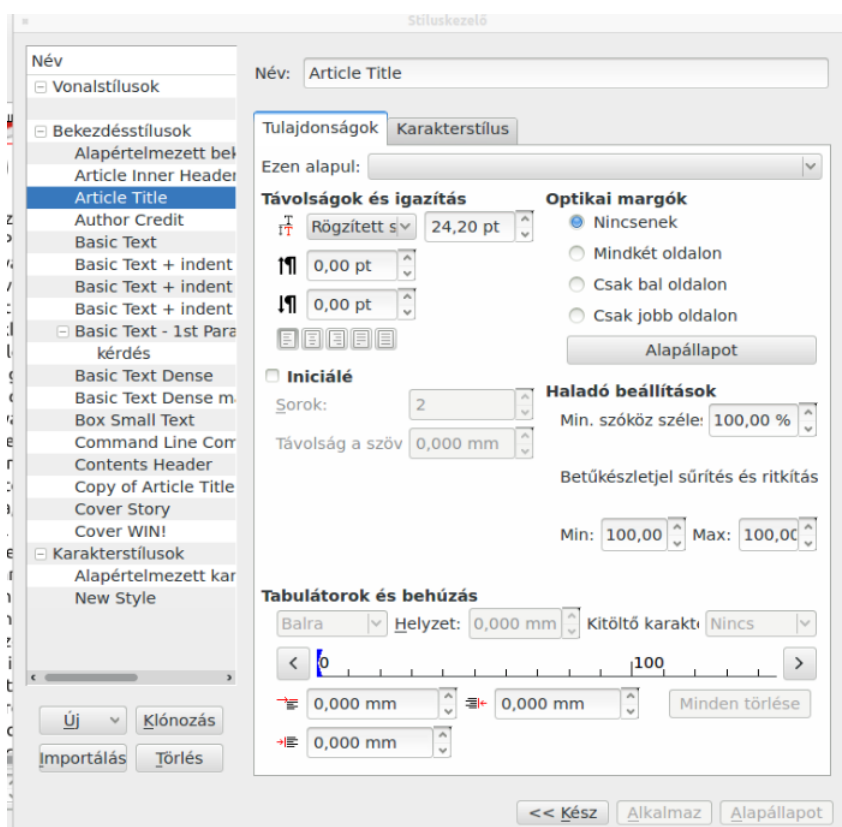 Stíluskezelő
Név
Vonalstílusok
Bekezdésstílusok
Alapértelmezett bek
Article Inner Header
Article Title
Author Credit
Basic Text
Basic Text + indent
Basic Text + indent
Basic Text + indent
Basic Text - 1st Para
kérdés
Basic Text Dense
Basic Text Dense m
Box Small Text
Command Line Com
Contents Header
Copy of Article Title
Cover Story
Cover WIN!
Karakterstílusok
Alapértelmezett kar
New Style
Új
Klónozás
Importálás
Törlés
Név: Article Title
Tulajdonságok Karakterstílus
Ezen alapul:
Távolságok és igazítás
Rögzített s 24,20 pt
0,00 pt
0,00 pt
Iniciálé
Sorok: 2
Távolság a szöv 0,000 mm
Optikai margók
Nincsenek
Mindkét oldalon
Csak bal oldalon
Csak jobb oldalon
Alapállapot
Haladó beállítások
Min. szóköz széle: 100,00 %
Betűkészletjel sűrítés és ritkítás
Min: 100,00 Max: 100,00
Tabulátorok és behúzás
Balra Helyzet: 0,000 mm Kitöltő karakt Nincs
0 100
0,000 mm 0,000 mm Minden törlése
0,000 mm
<< Kész Alkalmaz Alapállapot